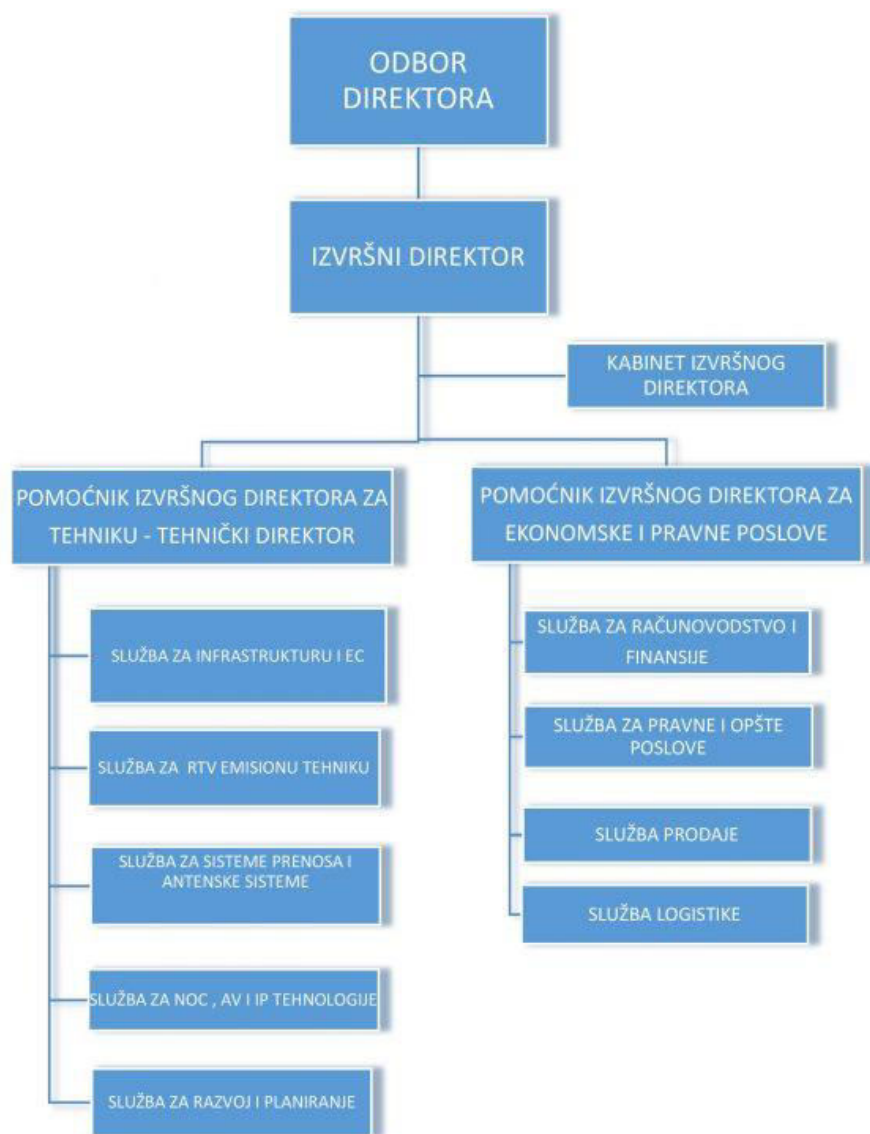 ODBOR
DIREKTORA
IZVRŠNI DIREKTOR
KABINET IZVRŠNOG
DIREKTORA
POMOĆNIK IZVRŠNOG DIREKTORA ZA
TEHNIKU - TEHNIČKI DIREKTOR
SLUŽBA ZA INFRASTRUKTURU I EC
SLUŽBA ZA RTV EMISIONU TEHNIKU
SLUŽBA ZA SISTEME PRENOSA I
ANTENSKE SISTEME
SLUŽBA ZA NOC , AV I IP TEHNOLOGIJE
SLUŽBA ZA RAZVOJ I PLANIRANJE
POMOĆNIK IZVRŠNOG DIREKTORA ZA
EKONOMSKE I PRAVNE POSLOVE
SLUŽBA ZA RAČUNOVODSTVO I
FINANSIJE
SLUŽBA ZA PRAVNE I OPŠTE
POSLOVE
SLUŽBA PRODAJE
SLUŽBA LOGISTIKE